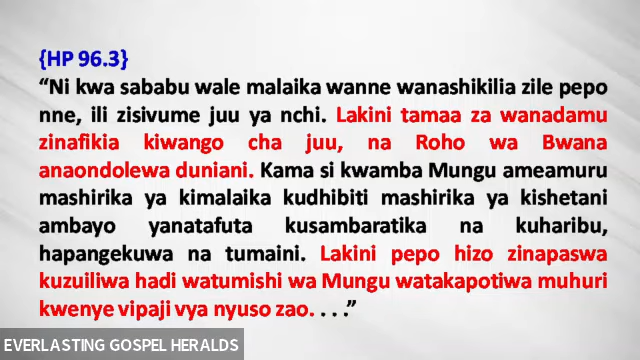 {HP 96.3}
“Ni kwa sababu wale malaika wanne wanashikilia zile pepo
nne, ili zisivume juu ya nchi. Lakini tamaa za wanadamu
zinafikia kiwango cha juu, na Roho wa Bwana
anaondolewa duniani. Kama si kwamba Mungu ameamuru
mashirika ya kimalaika kudhibiti mashirika ya kishetani
ambayo yanatafuta kusambaratika na kuharibu,
hapangekuwa na tumaini. Lakini pepo hizo zinapaswa
kuzuiliwa hadi watumishi wa Mungu watakapotiwa muhuri
kwenye vipaji vya nyuso zao. . . .”
EVERLASTING GOSPEL HERALDS